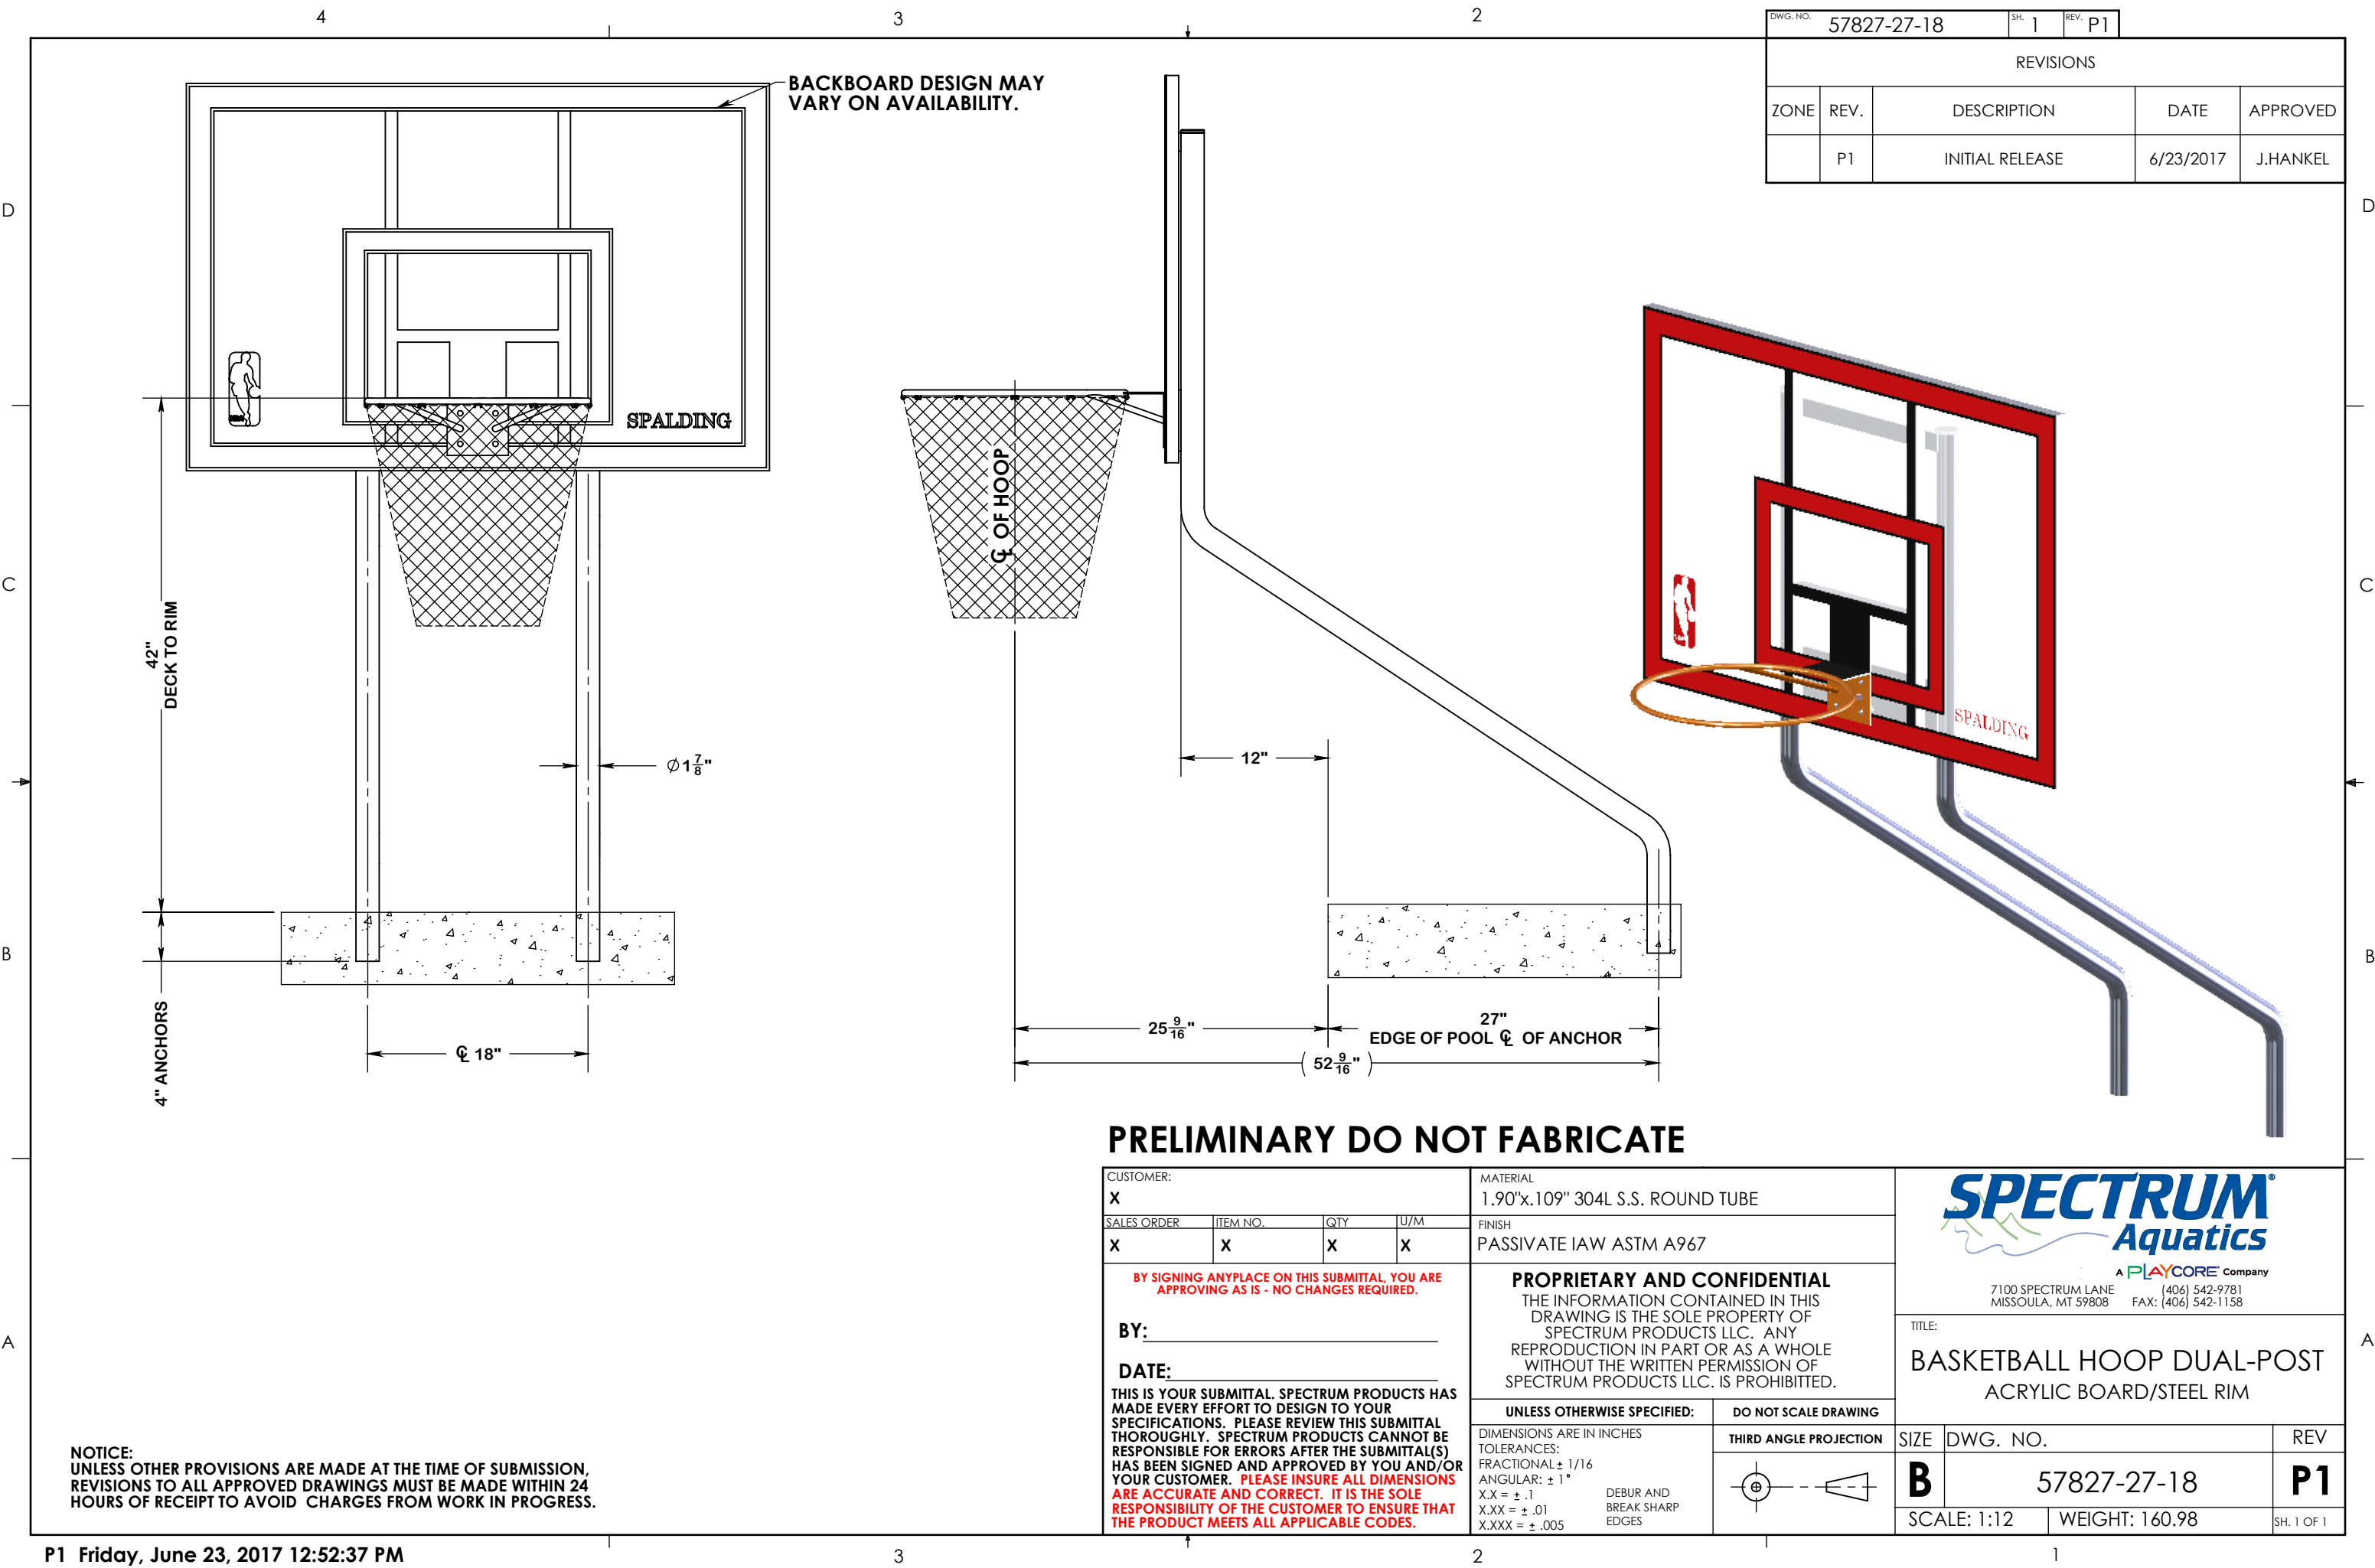 4
3
2
DWG. NO.
57827-27-18
SH.
1
REV.
P1
REVISIONS
ZONE
REV.
DESCRIPTION
DATE
APPROVED
P1
INITIAL RELEASE
6/23/2017
J.HANKEL
BACKBOARD DESIGN MAY
VARY ON AVAILABILITY.
D
D
C
C
B
B
A
A
NBA
SPALDING
℄ OF HOOP
42"
DECK TO RIM
Ø1 7/8"
12"
4" ANCHORS
℄ 18"
25 9/16"
27"
EDGE OF POOL ℄ OF ANCHOR
( 52 9/16" )
SPALDING
PRELIMINARY DO NOT FABRICATE
CUSTOMER:
X
SALES ORDER
ITEM NO.
QTY
U/M
X
X
X
X
BY SIGNING ANYPLACE ON THIS SUBMITTAL, YOU ARE
APPROVING AS IS - NO CHANGES REQUIRED.
BY:
DATE:
THIS IS YOUR SUBMITTAL. SPECTRUM PRODUCTS HAS
MADE EVERY EFFORT TO DESIGN TO YOUR
SPECIFICATIONS. PLEASE REVIEW THIS SUBMITTAL
THOROUGHLY. SPECTRUM PRODUCTS CANNOT BE
RESPONSIBLE FOR ERRORS AFTER THE SUBMITTAL(S)
HAS BEEN SIGNED AND APPROVED BY YOU AND/OR
YOUR CUSTOMER. PLEASE INSURE ALL DIMENSIONS
ARE ACCURATE AND CORRECT. IT IS THE SOLE
RESPONSIBILITY OF THE CUSTOMER TO ENSURE THAT
THE PRODUCT MEETS ALL APPLICABLE CODES.
MATERIAL
1.90"x.109" 304L S.S. ROUND TUBE
FINISH
PASSIVATE IAW ASTM A967
PROPRIETARY AND CONFIDENTIAL
THE INFORMATION CONTAINED IN THIS
DRAWING IS THE SOLE PROPERTY OF
SPECTRUM PRODUCTS LLC. ANY
REPRODUCTION IN PART OR AS A WHOLE
WITHOUT THE WRITTEN PERMISSION OF
SPECTRUM PRODUCTS LLC. IS PROHIBITTED.
UNLESS OTHERWISE SPECIFIED:
DIMENSIONS ARE IN INCHES
TOLERANCES:
FRACTIONAL ± 1/16
ANGULAR: ± 1°
X.X = ± .1
X.XX = ± .01
X.XXX = ± .005
DEBUR AND
BREAK SHARP
EDGES
DO NOT SCALE DRAWING
THIRD ANGLE PROJECTION
SPECTRUM®
Aquatics
A PLAYCORE Company
7100 SPECTRUM LANE (406) 542-9781
MISSOULA, MT 59808 FAX: (406) 542-1158
TITLE:
BASKETBALL HOOP DUAL-POST
ACRYLIC BOARD/STEEL RIM
SIZE
DWG. NO.
REV
B
57827-27-18
P1
SCALE: 1:12
WEIGHT: 160.98
SH. 1 OF 1
NOTICE:
UNLESS OTHER PROVISIONS ARE MADE AT THE TIME OF SUBMISSION,
REVISIONS TO ALL APPROVED DRAWINGS MUST BE MADE WITHIN 24
HOURS OF RECEIPT TO AVOID CHARGES FROM WORK IN PROGRESS.
P1 Friday, June 23, 2017 12:52:37 PM
3
2
1